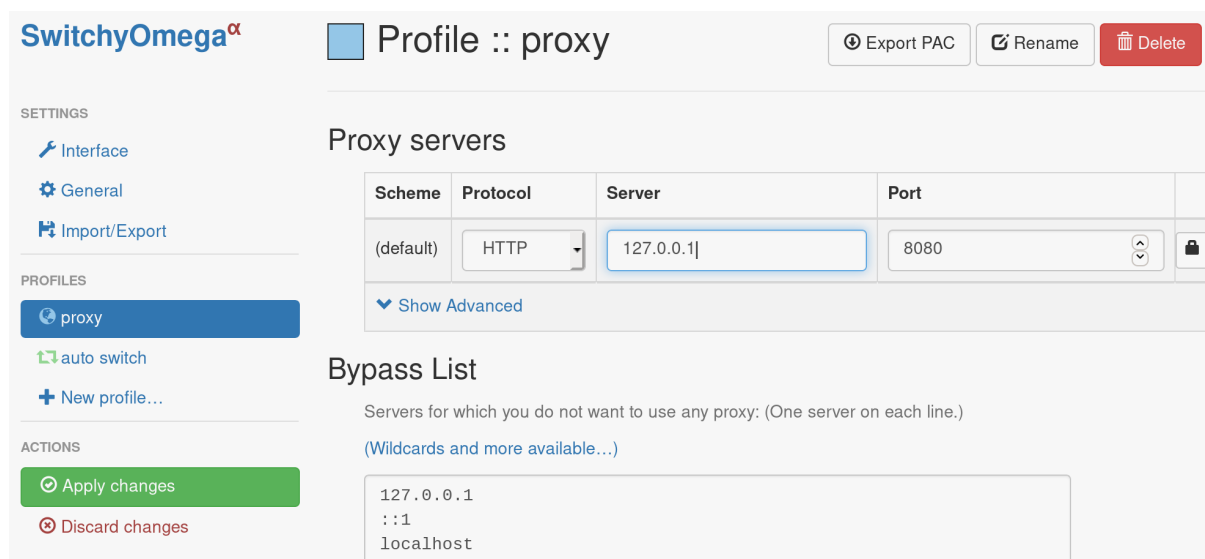 SwitchyOmegaα
Profile :: proxy
Export PAC
Rename
Delete
SETTINGS
Interface
General
Import/Export
PROFILES
proxy
auto switch
New profile…
ACTIONS
Apply changes
Discard changes
Proxy servers
Scheme Protocol Server Port
(default) HTTP 127.0.0.1 8080
Show Advanced
Bypass List
Servers for which you do not want to use any proxy: (One server on each line.)
(Wildcards and more available…)
127.0.0.1
::1
localhost